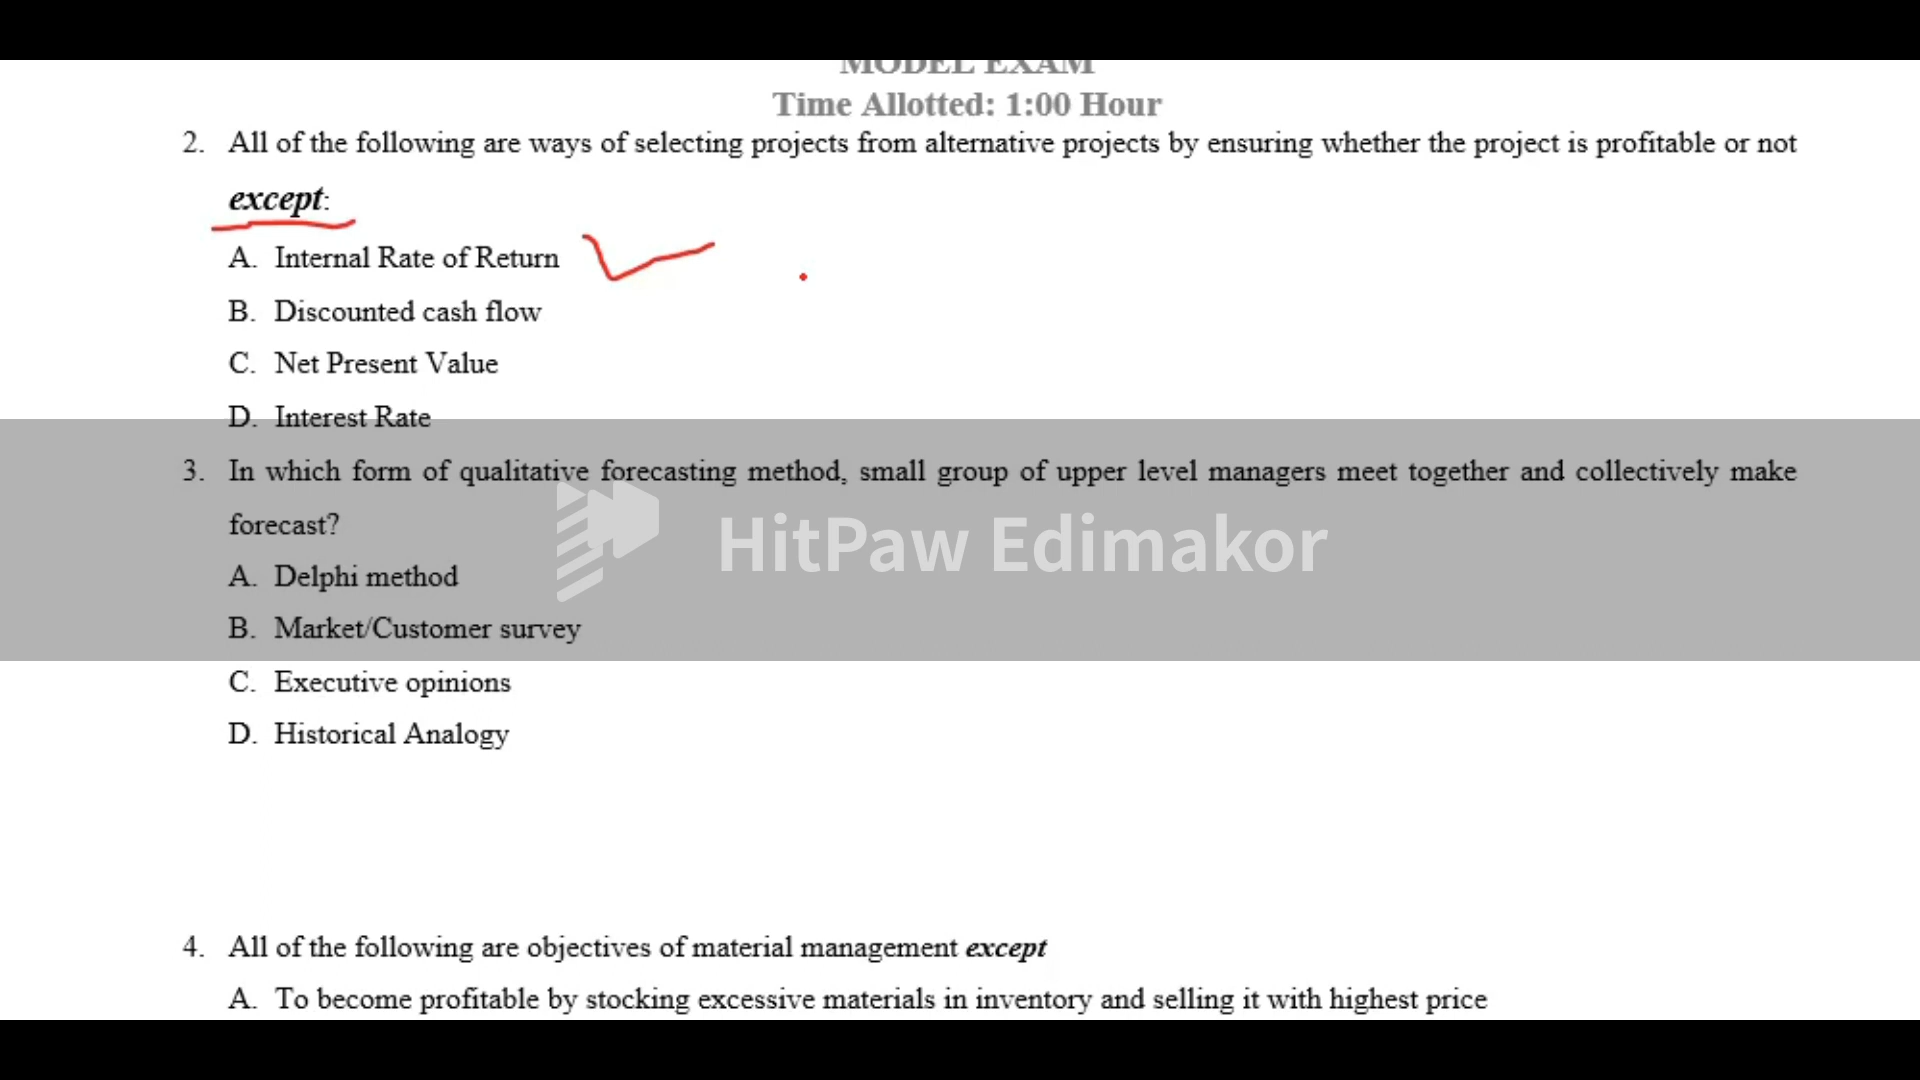 MODEL EXAM
Time Allotted: 1:00 Hour
2. All of the following are ways of selecting projects from alternative projects by ensuring whether the project is profitable or not
except:
A. Internal Rate of Return
B. Discounted cash flow
C. Net Present Value
D. Interest Rate
3. In which form of qualitative forecasting method, small group of upper level managers meet together and collectively make
forecast?
HitPaw Edimakor
A. Delphi method
B. Market/Customer survey
C. Executive opinions
D. Historical Analogy
4. All of the following are objectives of material management except
A. To become profitable by stocking excessive materials in inventory and selling it with highest price